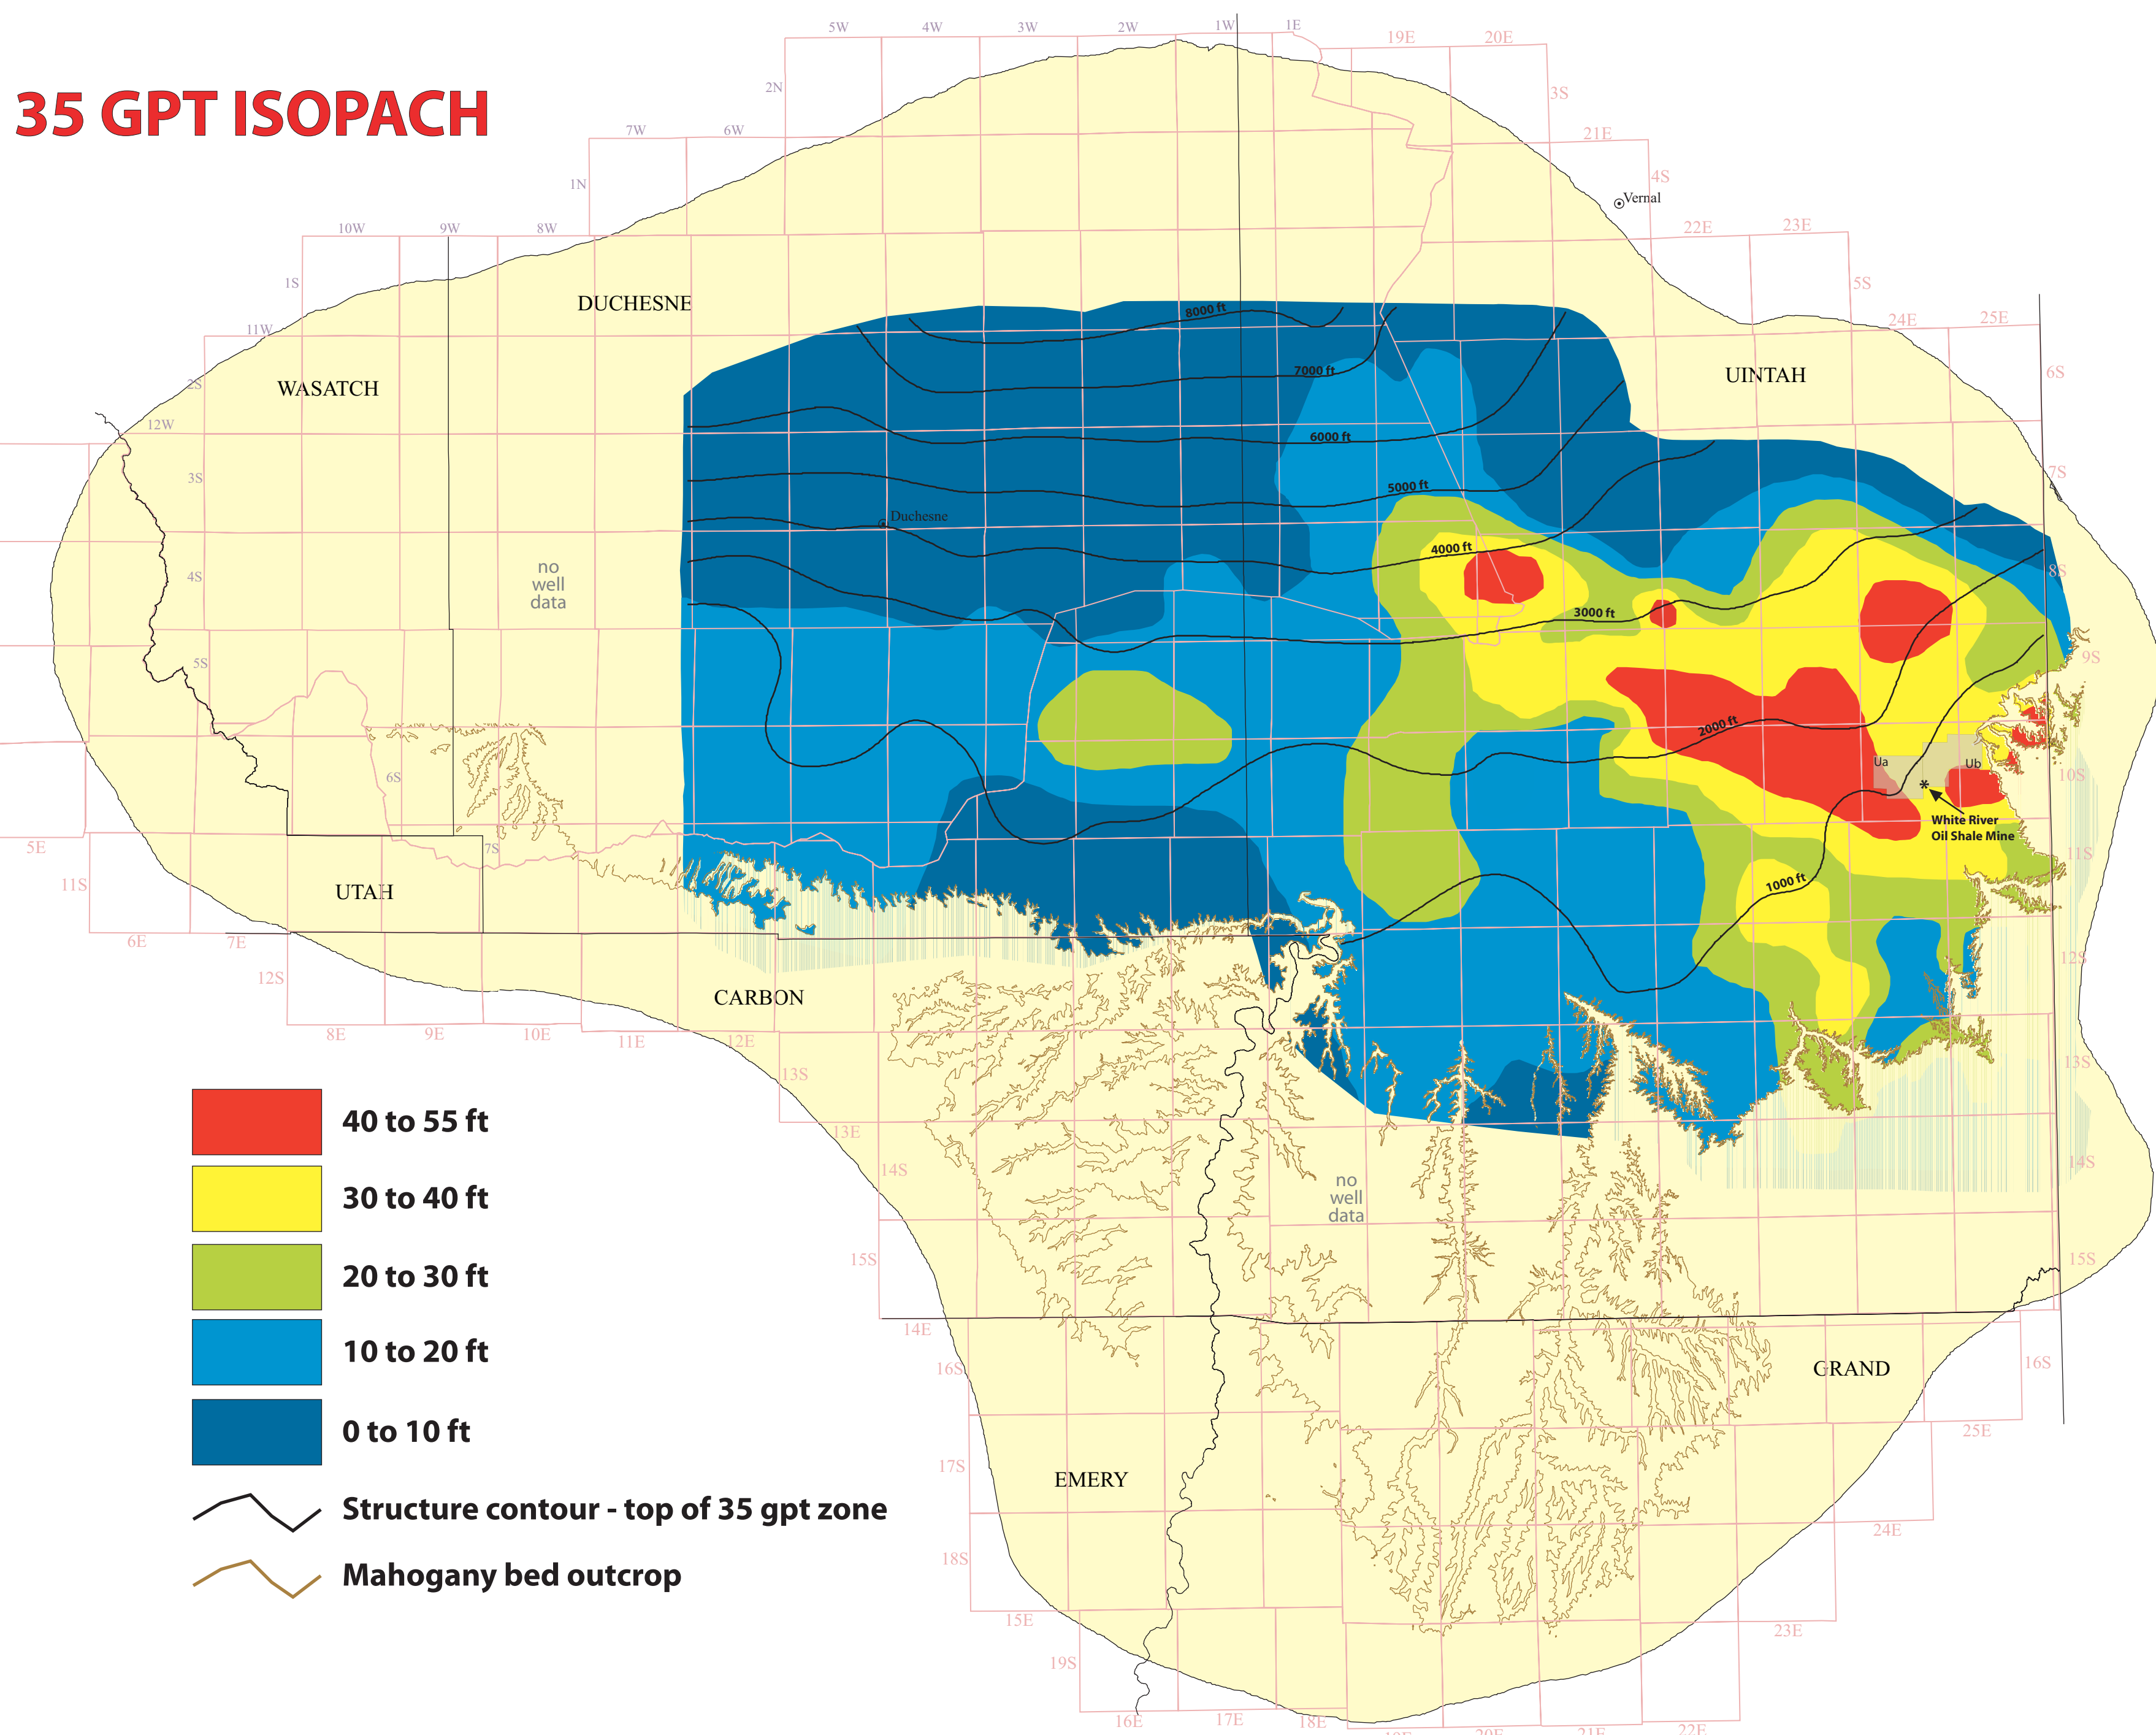 5W 4W 3W 2W 1W 1E
19E 20E
2N
3S
35 GPT ISOPACH
7W 6W
21E
1N
4S
Vernal
10W 9W 8W
22E 23E
1S
5S
DUCHESNE
8000 ft
11W
24E 25E
7000 ft
UINTAH
6S
2S
WASATCH
12W
6000 ft
3S
7S
5000 ft
Duchesne
4000 ft
no
well
data
4S
8S
3000 ft
5S
9S
2000 ft
Ua
Ub
6S
10S
White River
Oil Shale Mine
5E
7S
11S
11S
1000 ft
UTAH
6E 7E
12S
12S
CARBON
8E 9E 10E 11E 12E
13S
13S
40 to 55 ft
13E
14S
14S
no
well
data
30 to 40 ft
15S
15S
20 to 30 ft
14E
10 to 20 ft
16S
GRAND
16S
0 to 10 ft
25E
17S
EMERY
Structure contour - top of 35 gpt zone
24E
18S
Mahogany bed outcrop
15E
23E
19S
16E 17E 18E
19E 20E 21E 22E